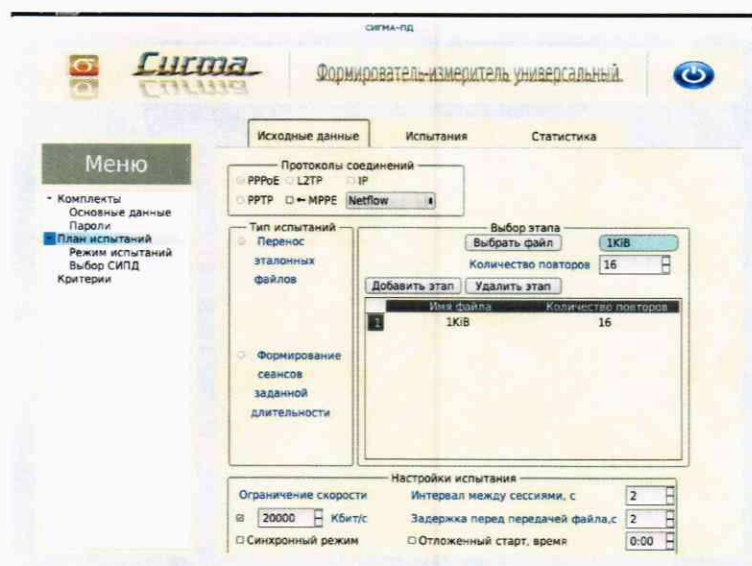 СИГМА-ПД
σ Сигма
Формирователь-измеритель универсальный
Исходные данные Испытания Статистика
Меню
Комплекты
Основные данные
Пароли
План испытаний
Режим испытаний
Выбор СИПД
Критерии
Протоколы соединений
PPPoE L2TP IP
PPTP MPPE Netflow
Тип испытаний
Перенос
эталонных
файлов
Формирование
сеансов
заданной
длительности
Выбор этапа
Выбрать файл 1KiB
Количество повторов 16
Добавить этап Удалить этап
Имя файла Количество повторов
1 1KiB 16
Настройки испытания
Ограничение скорости Интервал между сессиями, с 2
20000 Кбит/с Задержка перед передачей файла,с 2
Синхронный режим Отложенный старт, время 0:00